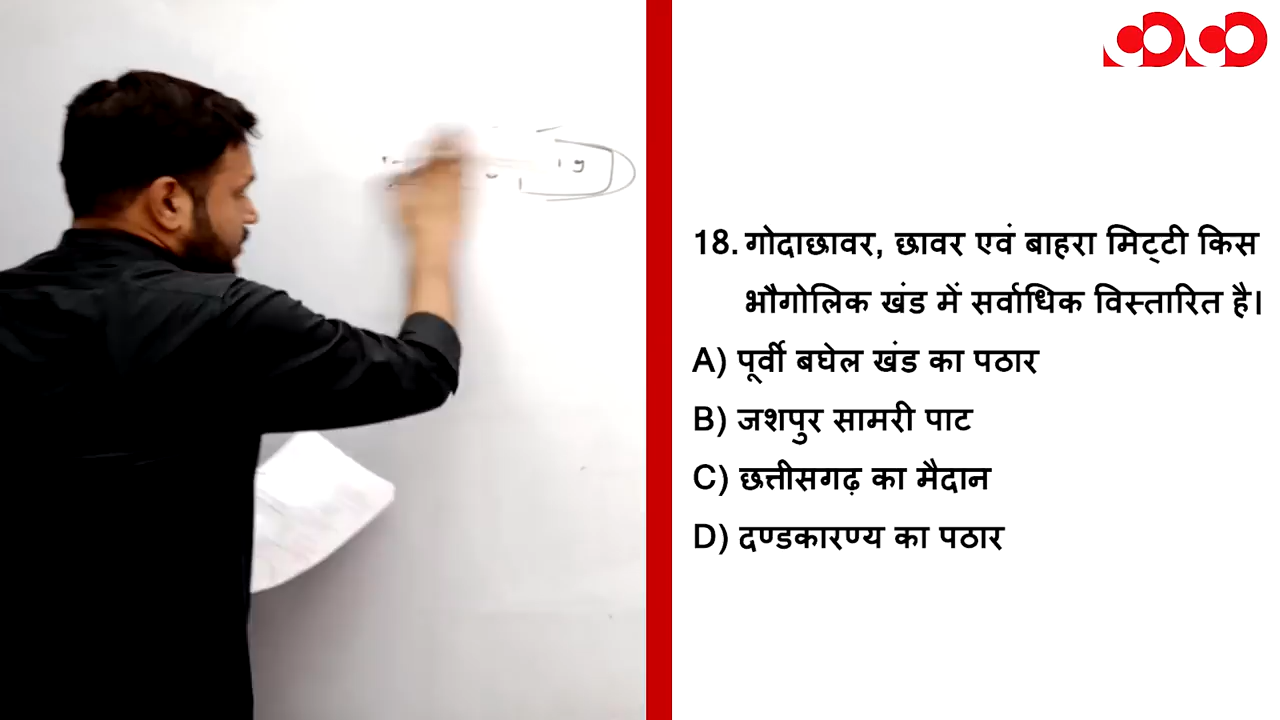 18. गोदाछावर, छावर एवं बाहरा मिट्टी किस
भौगोलिक खंड में सर्वाधिक विस्तारित है।
A) पूर्वी बघेल खंड का पठार
B) जशपुर सामरी पाट
C) छत्तीसगढ़ का मैदान
D) दण्डकारण्य का पठार